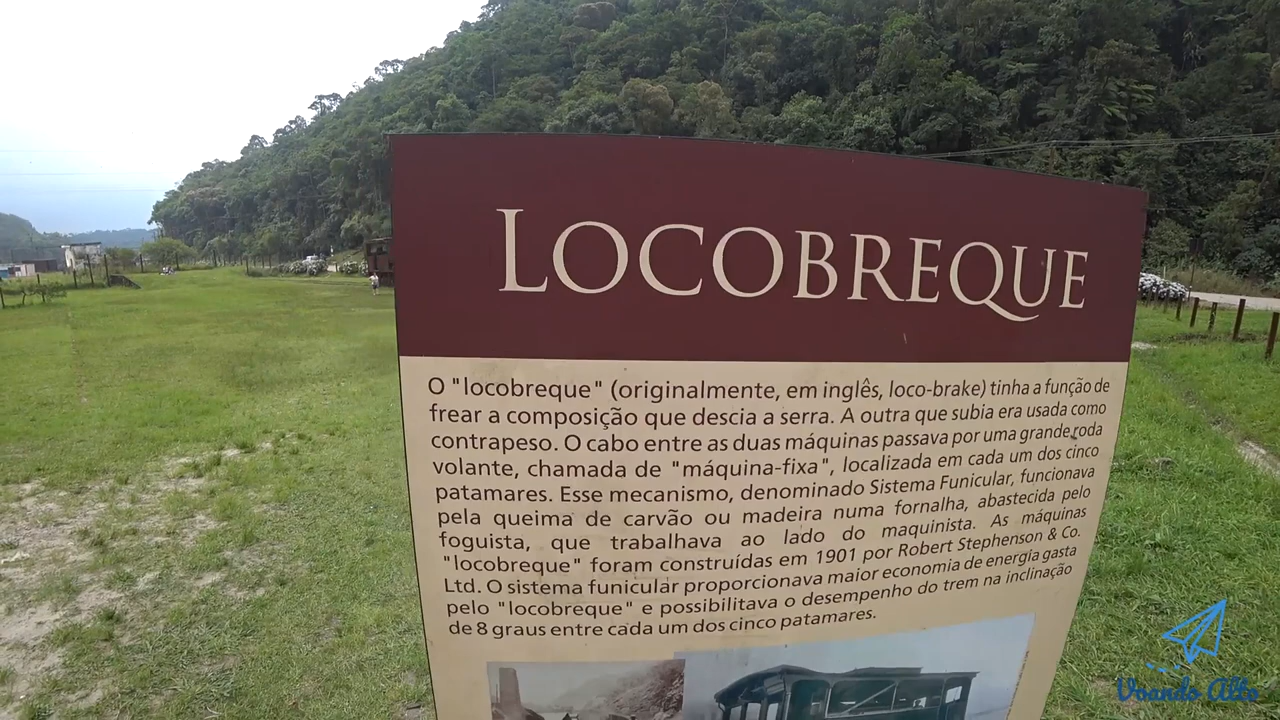 LOCOBREQUE
O "locobreque" (originalmente, em inglês, loco-brake) tinha a função de
frear a composição que descia a serra. A outra que subia era usada como
contrapeso. O cabo entre as duas máquinas passava por uma grande roda
volante, chamada de "máquina-fixa", localizada em cada um dos cinco
patamares. Esse mecanismo, denominado Sistema Funicular, funcionava
pela queima de carvão ou madeira numa fornalha, abastecida pelo
foguista, que trabalhava ao lado do maquinista. As máquinas
"locobreque" foram construídas em 1901 por Robert Stephenson & Co.
Ltd. O sistema funicular proporcionava maior economia de energia gasta
pelo "locobreque" e possibilitava o desempenho do trem na inclinação
de 8 graus entre cada um dos cinco patamares.
Voando Alto